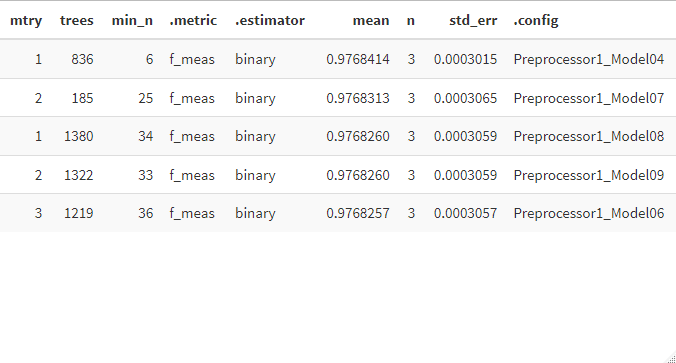 mtry trees min_n .metric .estimator mean n std_err .config
1 836 6 f_meas binary 0.9768414 3 0.0003015 Preprocessor1_Model04
2 185 25 f_meas binary 0.9768313 3 0.0003065 Preprocessor1_Model07
1 1380 34 f_meas binary 0.9768260 3 0.0003059 Preprocessor1_Model08
2 1322 33 f_meas binary 0.9768260 3 0.0003059 Preprocessor1_Model09
3 1219 36 f_meas binary 0.9768257 3 0.0003057 Preprocessor1_Model06